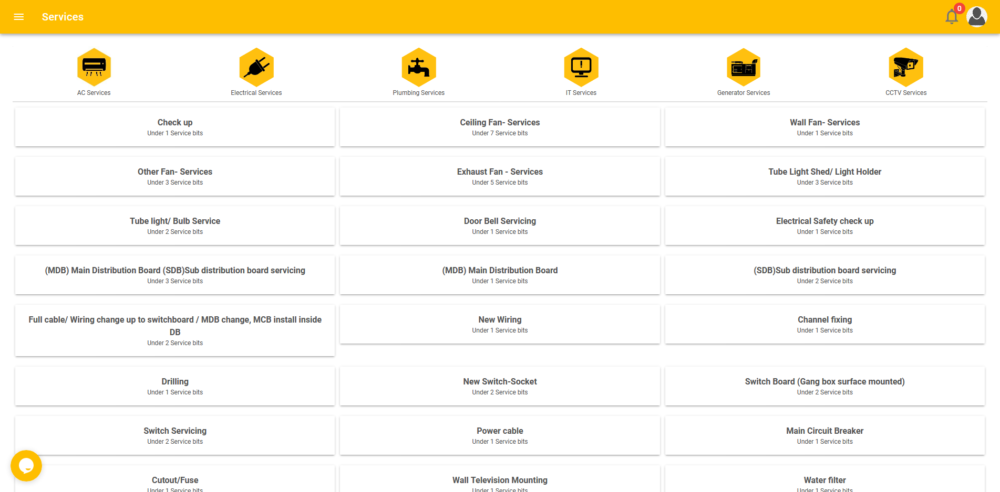 Services
0
AC Services
Electrical Services
Plumbing Services
IT Services
Generator Services
CCTV Services
Check up
Under 1 Service bits
Ceiling Fan- Services
Under 7 Service bits
Wall Fan- Services
Under 1 Service bits
Other Fan- Services
Under 3 Service bits
Exhaust Fan - Services
Under 5 Service bits
Tube Light Shed/ Light Holder
Under 3 Service bits
Tube light/ Bulb Service
Under 2 Service bits
Door Bell Servicing
Under 1 Service bits
Electrical Safety check up
Under 1 Service bits
(MDB) Main Distribution Board (SDB)Sub distribution board servicing
Under 3 Service bits
(MDB) Main Distribution Board
Under 1 Service bits
(SDB)Sub distribution board servicing
Under 2 Service bits
Full cable/ Wiring change up to switchboard / MDB change, MCB install inside
DB
Under 2 Service bits
New Wiring
Under 1 Service bits
Channel fixing
Under 1 Service bits
Drilling
Under 1 Service bits
New Switch-Socket
Under 2 Service bits
Switch Board (Gang box surface mounted)
Under 2 Service bits
Switch Servicing
Under 2 Service bits
Power cable
Under 1 Service bits
Main Circuit Breaker
Under 1 Service bits
Cutout/Fuse
Under 1 Service bits
Wall Television Mounting
Under 1 Service bits
Water filter
Under 1 Service bits